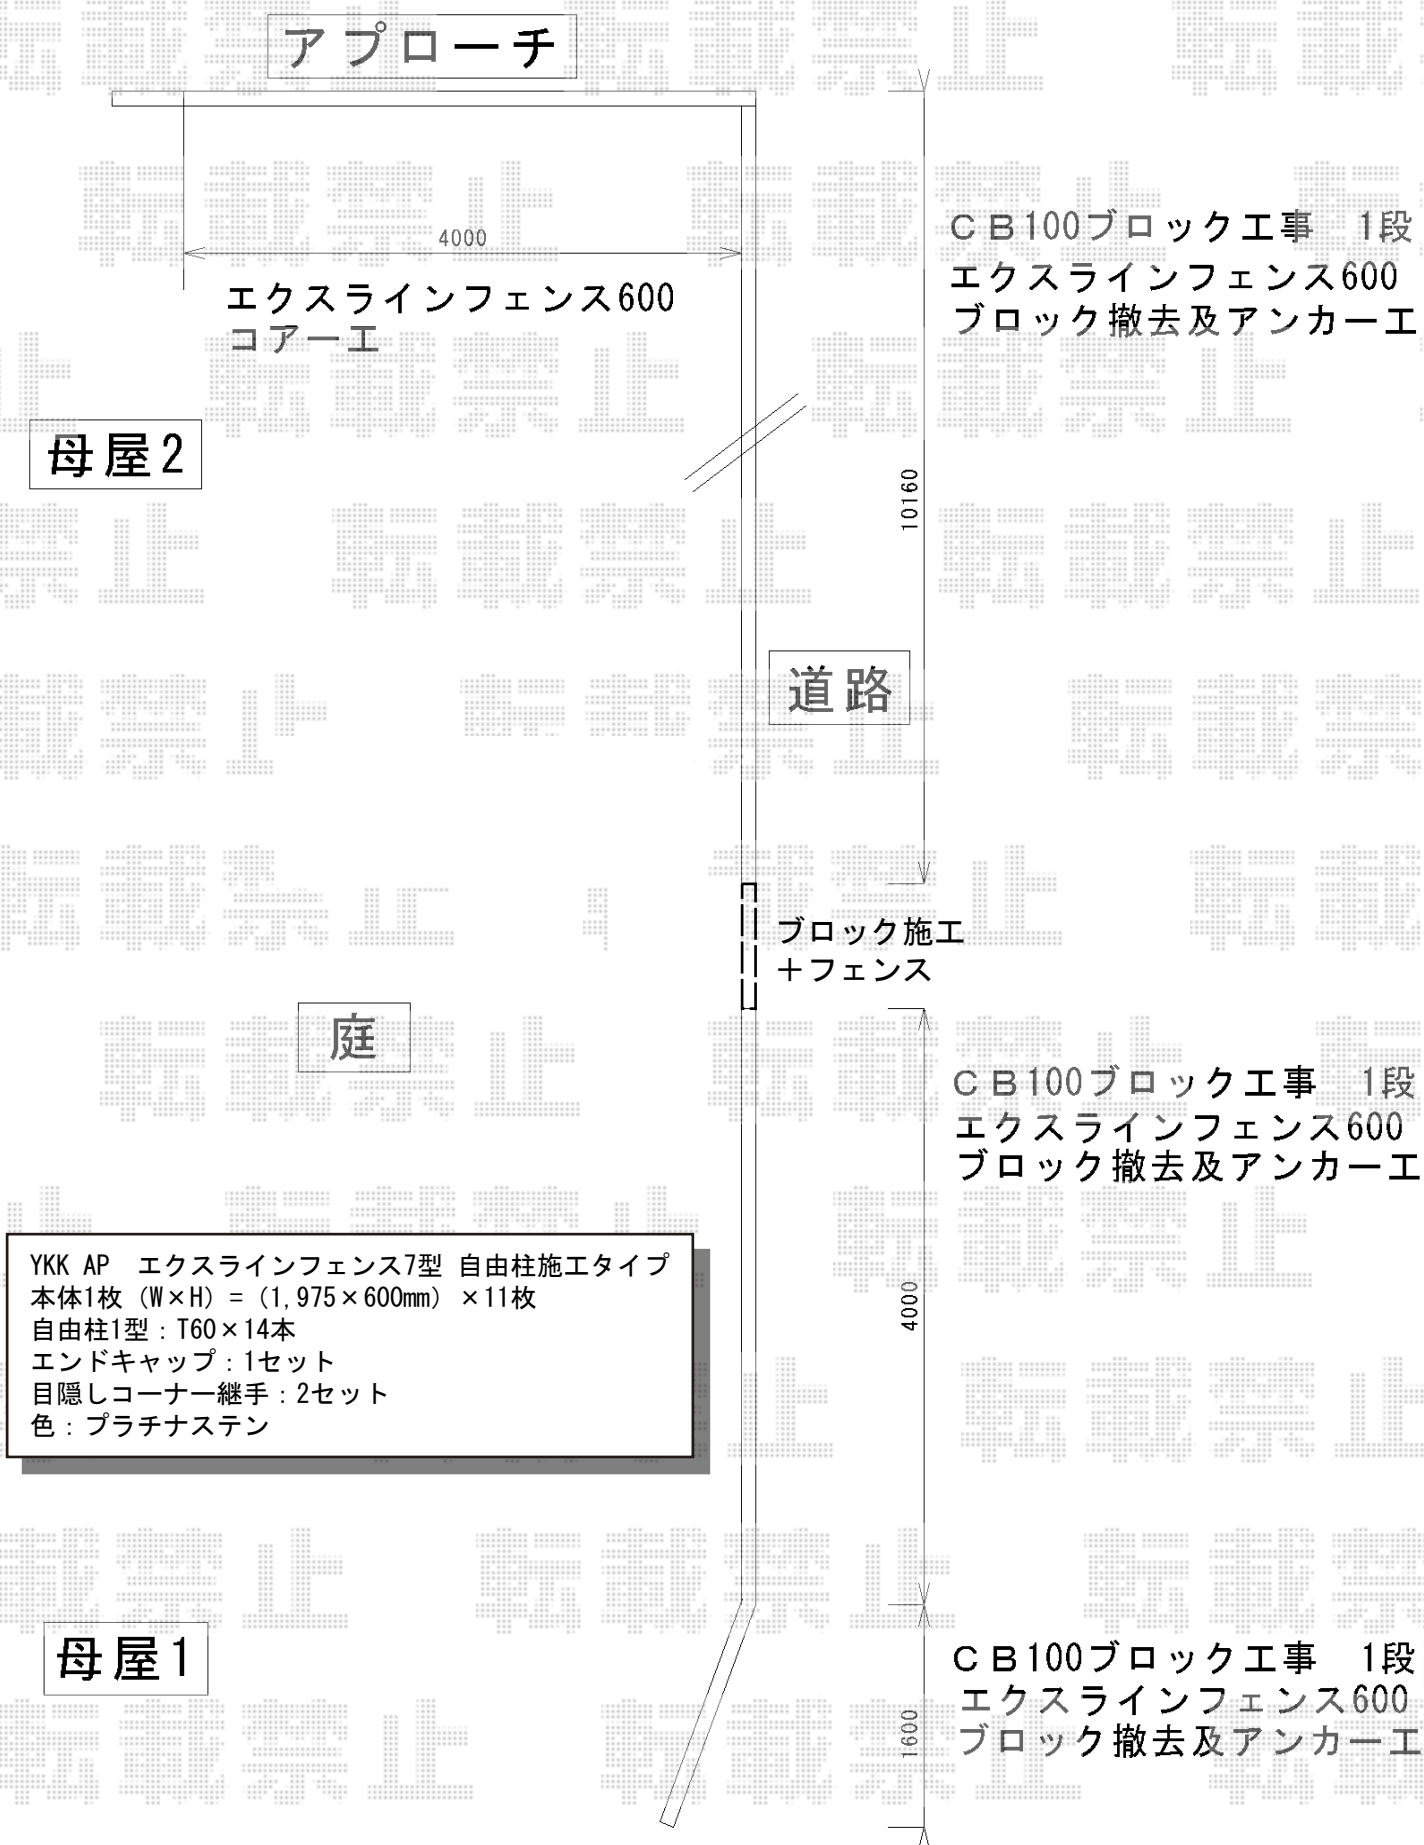 アプローチ
4000
エクスラインフェンス600
コアー工
CB100ブロック工事　1段
エクスラインフェンス600
ブロック撤去及アンカー工
母屋2
10160
道路
ブロック施工
＋フェンス
庭
CB100ブロック工事　1段
エクスラインフェンス600
ブロック撤去及アンカー工
4000
YKK AP　エクスラインフェンス7型 自由柱施工タイプ
本体1枚（W×H）=（1,975×600mm）×11枚
自由柱1型：T60×14本
エンドキャップ：1セット
目隠しコーナー継手：2セット
色：プラチナステン
母屋1
CB100ブロック工事　1段
エクスラインフェンス600
ブロック撤去及アンカー工
1600
転載禁止